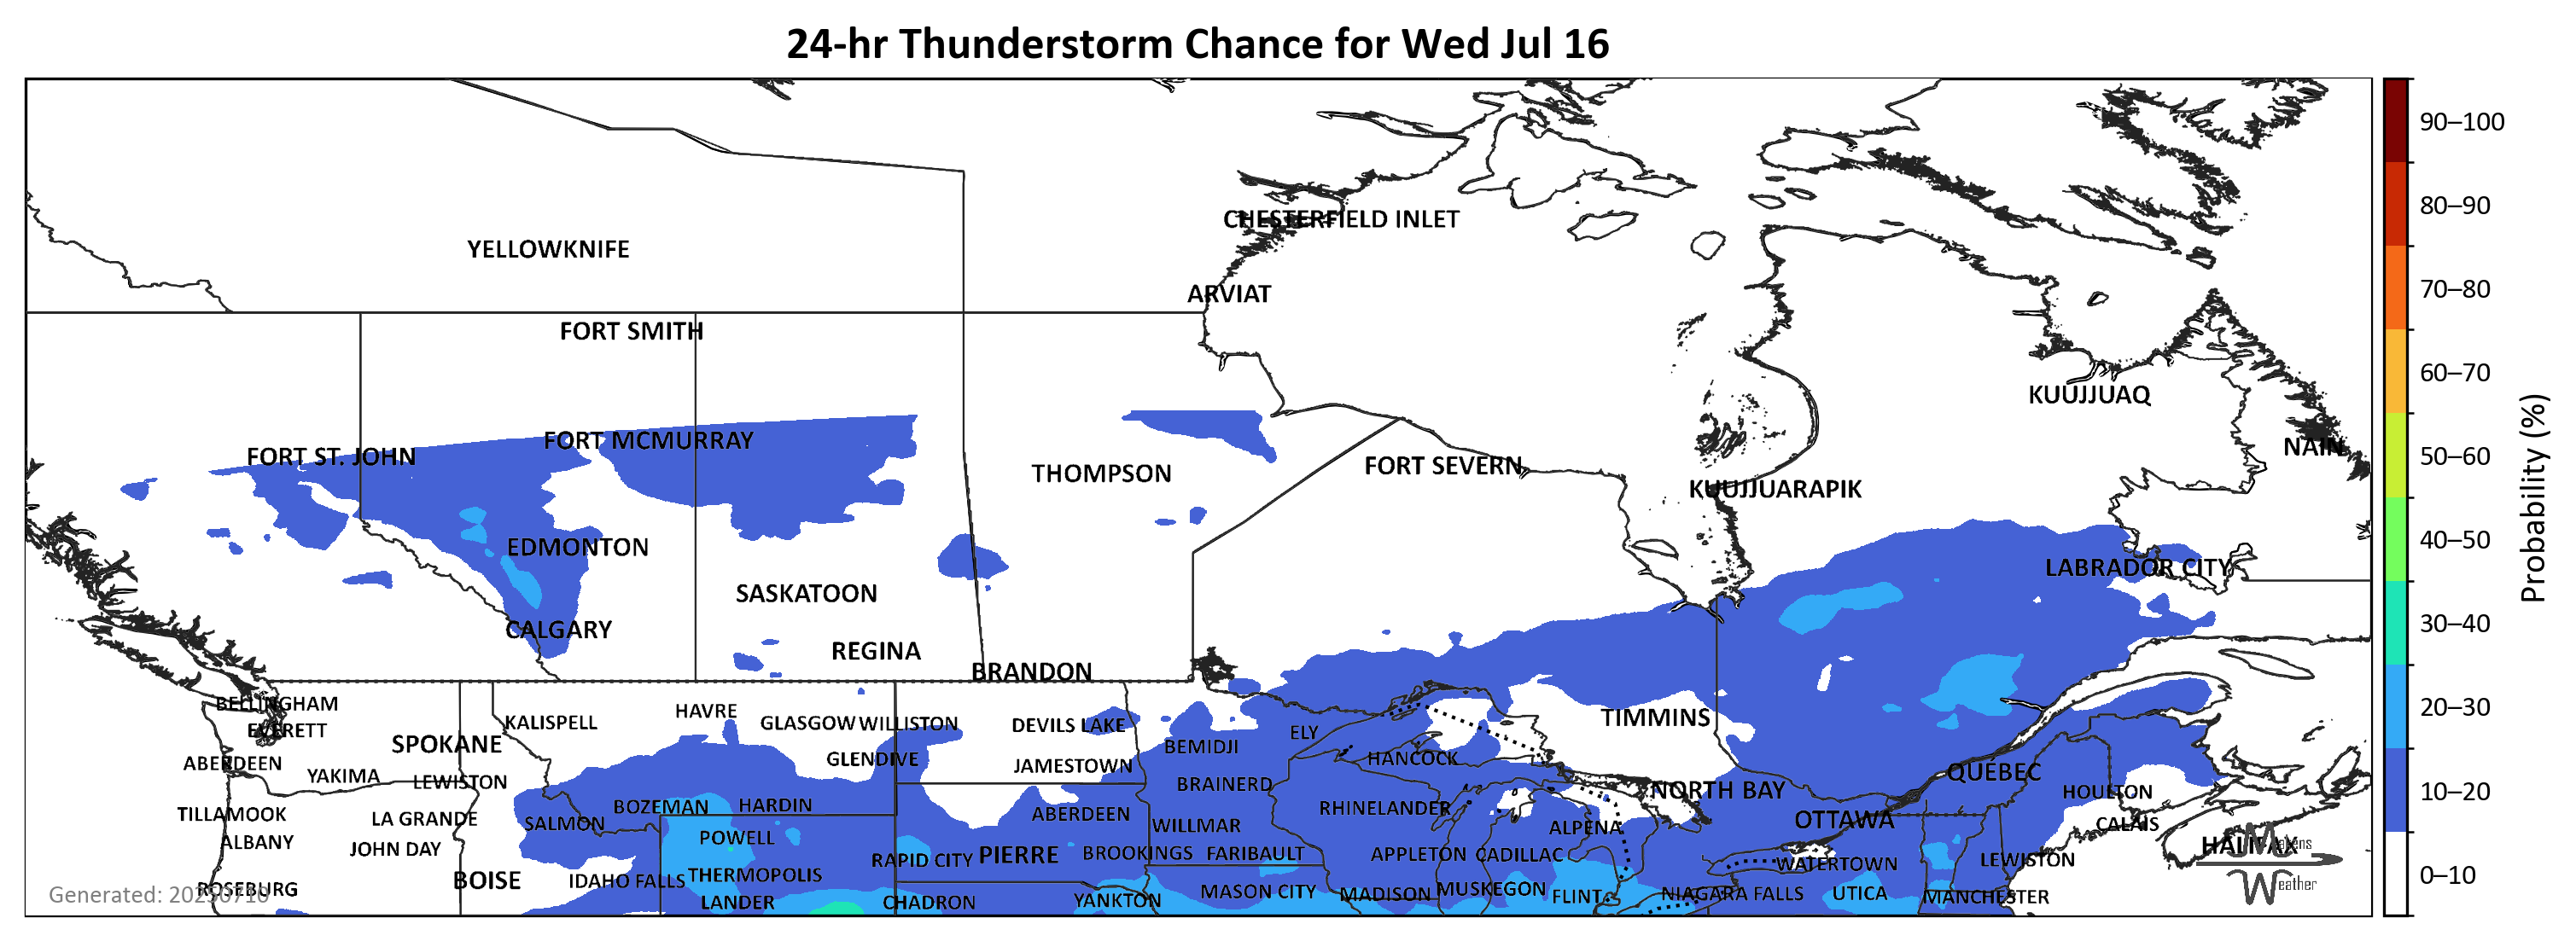 24-hr Thunderstorm Chance for Wed Jul 16
90–100
80–90
70–80
60–70
50–60
40–50
30–40
20–30
10–20
0–10
Probability (%)
CHESTERFIELD INLET
YELLOWKNIFE
ARVIAT
FORT SMITH
KUUJJUAQ
FORT MCMURRAY
NAIN
FORT ST. JOHN
THOMPSON
FORT SEVERN
KUUJJUARAPIK
EDMONTON
LABRADOR CITY
SASKATOON
CALGARY
REGINA
BRANDON
BELLINGHAM
KALISPELL
HAVRE
GLASGOW
WILLISTON
DEVILS LAKE
TIMMINS
EVERETT
ELY
SPOKANE
BEMIDJI
ABERDEEN
GLENDIVE
JAMESTOWN
HANCOCK
QUÉBEC
YAKIMA
LEWISTON
BRAINERD
NORTH BAY
HOULTON
BOZEMAN
HARDIN
RHINELANDER
TILLAMOOK
LA GRANDE
SALMON
ABERDEEN
WILLMAR
ALPENA
OTTAWA
CALAIS
ALBANY
JOHN DAY
POWELL
RAPID CITY
PIERRE
BROOKINGS
FARIBAULT
APPLETON
CADILLAC
WATERTOWN
LEWISTON
HALIFAX
Makens
Weather
BOISE
IDAHO FALLS
THERMOPOLIS
ROSEBURG
Generated: 20250710
LANDER
CHADRON
YANKTON
MASON CITY
MADISON
MUSKEGON
FLINT
NIAGARA FALLS
UTICA
MANCHESTER